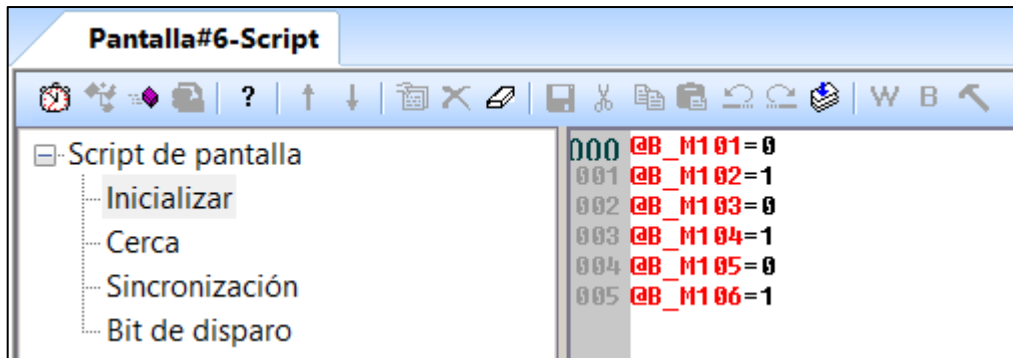 Pantalla#6-Script
? W B
Script de pantalla
Inicializar
Cerca
Sincronización
Bit de disparo
000 @B_M101=0
001 @B_M102=1
002 @B_M103=0
003 @B_M104=1
004 @B_M105=0
005 @B_M106=1